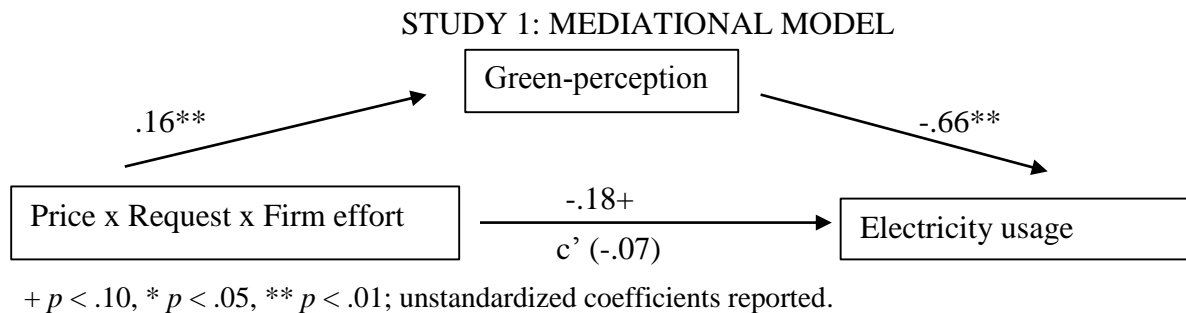 STUDY 1: MEDIATIONAL MODEL
Green-perception
.16**
-.66**
Price x Request x Firm effort
-.18+
c’ (-.07)
Electricity usage
+ p < .10, * p < .05, ** p < .01; unstandardized coefficients reported.